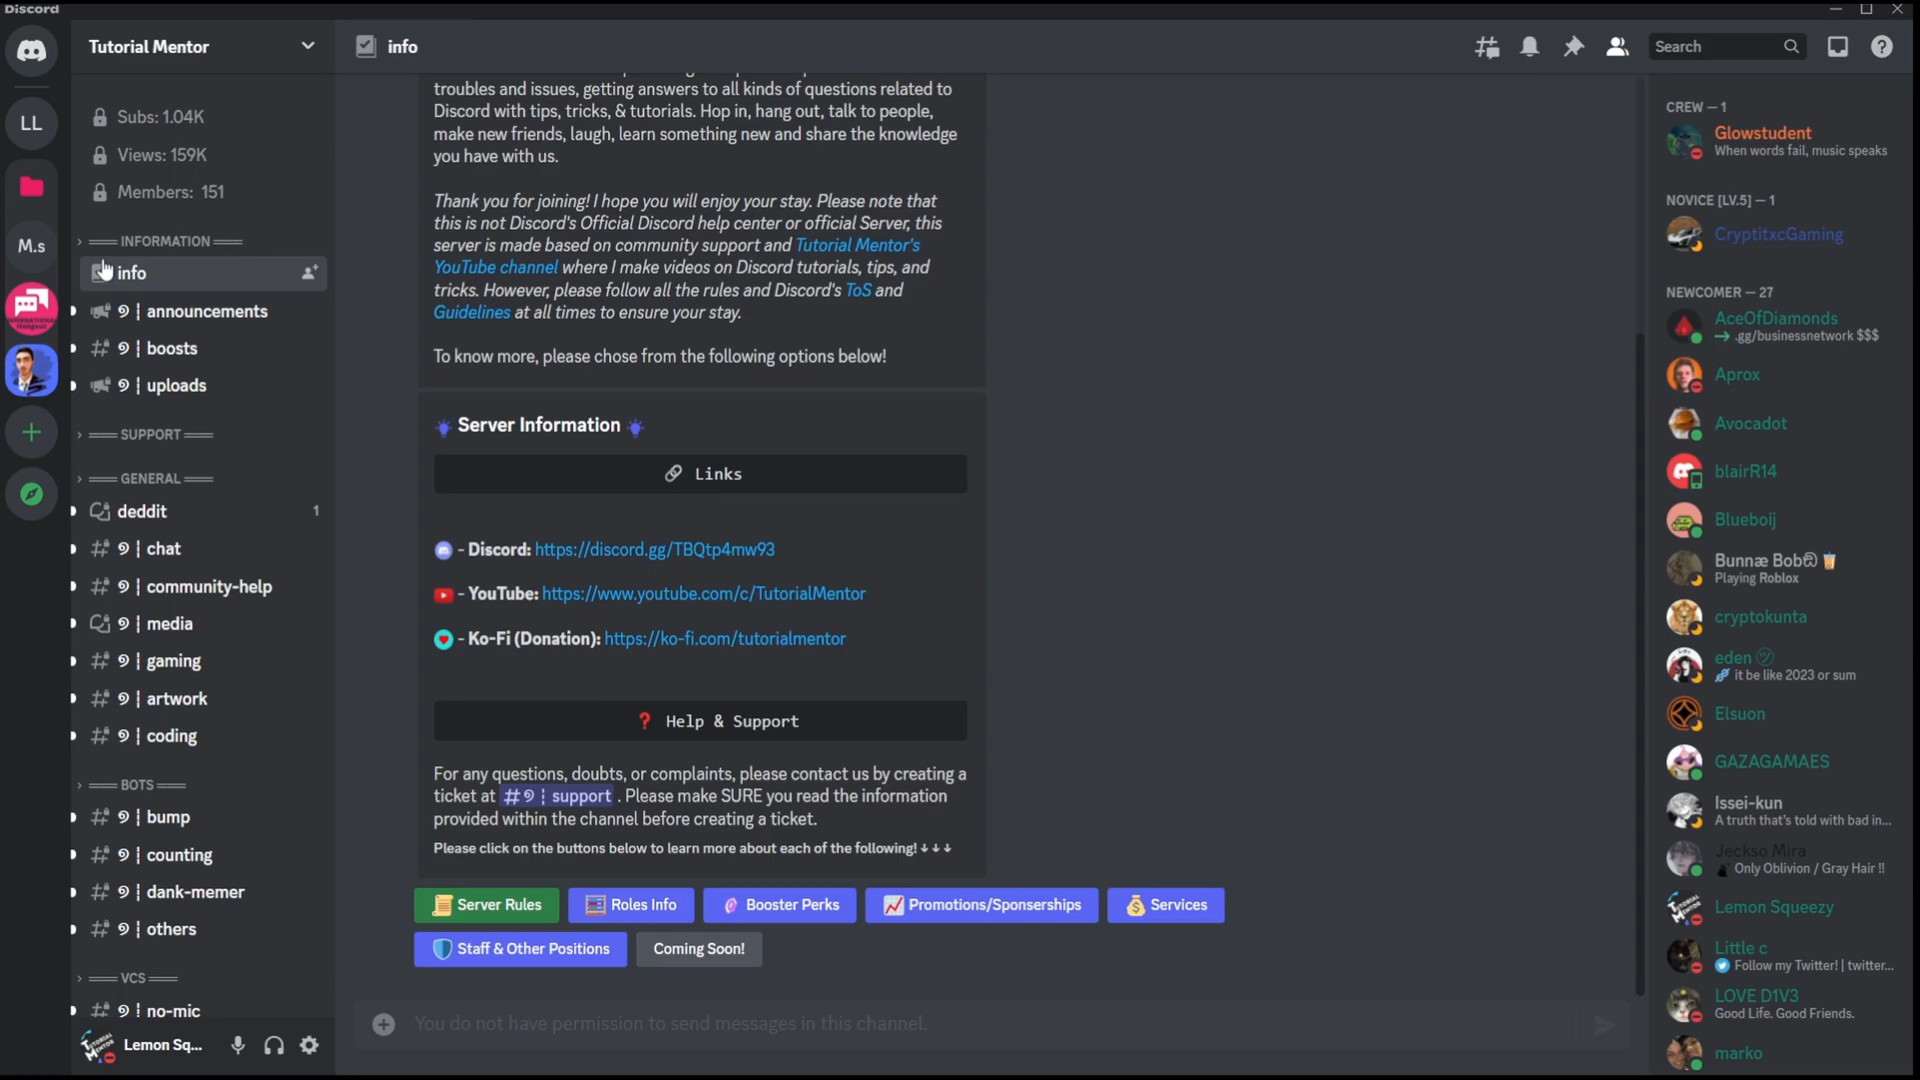 Discord
Tutorial Mentor
info
Search
LL
M.s
Subs: 1.04K
Views: 159K
Members: 151
INFORMATION
info
announcements
boosts
uploads
SUPPORT
GENERAL
deddit 1
chat
community-help
media
gaming
artwork
coding
BOTS
bump
counting
dank-memer
others
VCS
no-mic
Lemon Sq...
troubles and issues, getting answers to all kinds of questions related to
Discord with tips, tricks, & tutorials. Hop in, hang out, talk to people,
make new friends, laugh, learn something new and share the knowledge
you have with us.
Thank you for joining! I hope you will enjoy your stay. Please note that
this is not Discord's Official Discord help center or official Server, this
server is made based on community support and Tutorial Mentor's
YouTube channel where I make videos on Discord tutorials, tips, and
tricks. However, please follow all the rules and Discord's ToS and
Guidelines at all times to ensure your stay.
To know more, please chose from the following options below!
Server Information
Links
- Discord: https://discord.gg/TBQtp4mw93
- YouTube: https://www.youtube.com/c/TutorialMentor
- Ko-Fi (Donation): https://ko-fi.com/tutorialmentor
? Help & Support
For any questions, doubts, or complaints, please contact us by creating a
ticket at # ୭ ¦ support . Please make SURE you read the information
provided within the channel before creating a ticket.
Please click on the buttons below to learn more about each of the following! ↓ ↓ ↓
Server Rules
Roles Info
Booster Perks
Promotions/Sponserships
Services
Staff & Other Positions
Coming Soon!
You do not have permission to send messages in this channel.
CREW — 1
Glowstudent
When words fail, music speaks
NOVICE [LV.5] — 1
CryptitxcGaming
NEWCOMER — 27
AceOfDiamonds
→ .gg/businessnetwork $$$
Aprox
Avocadot
blairR14
Blueboij
Bunnæ Bob
Playing Roblox
cryptokunta
eden ツ
it be like 2023 or sum
Elsuon
GAZAGAMAES
Issei-kun
A truth that's told with bad in...
Jeckso Mira
Only Oblivion / Gray Hair !!
Lemon Squeezy
Little c
Follow my Twitter! | twitter...
LOVE D1V3
Good Life. Good Friends.
marko